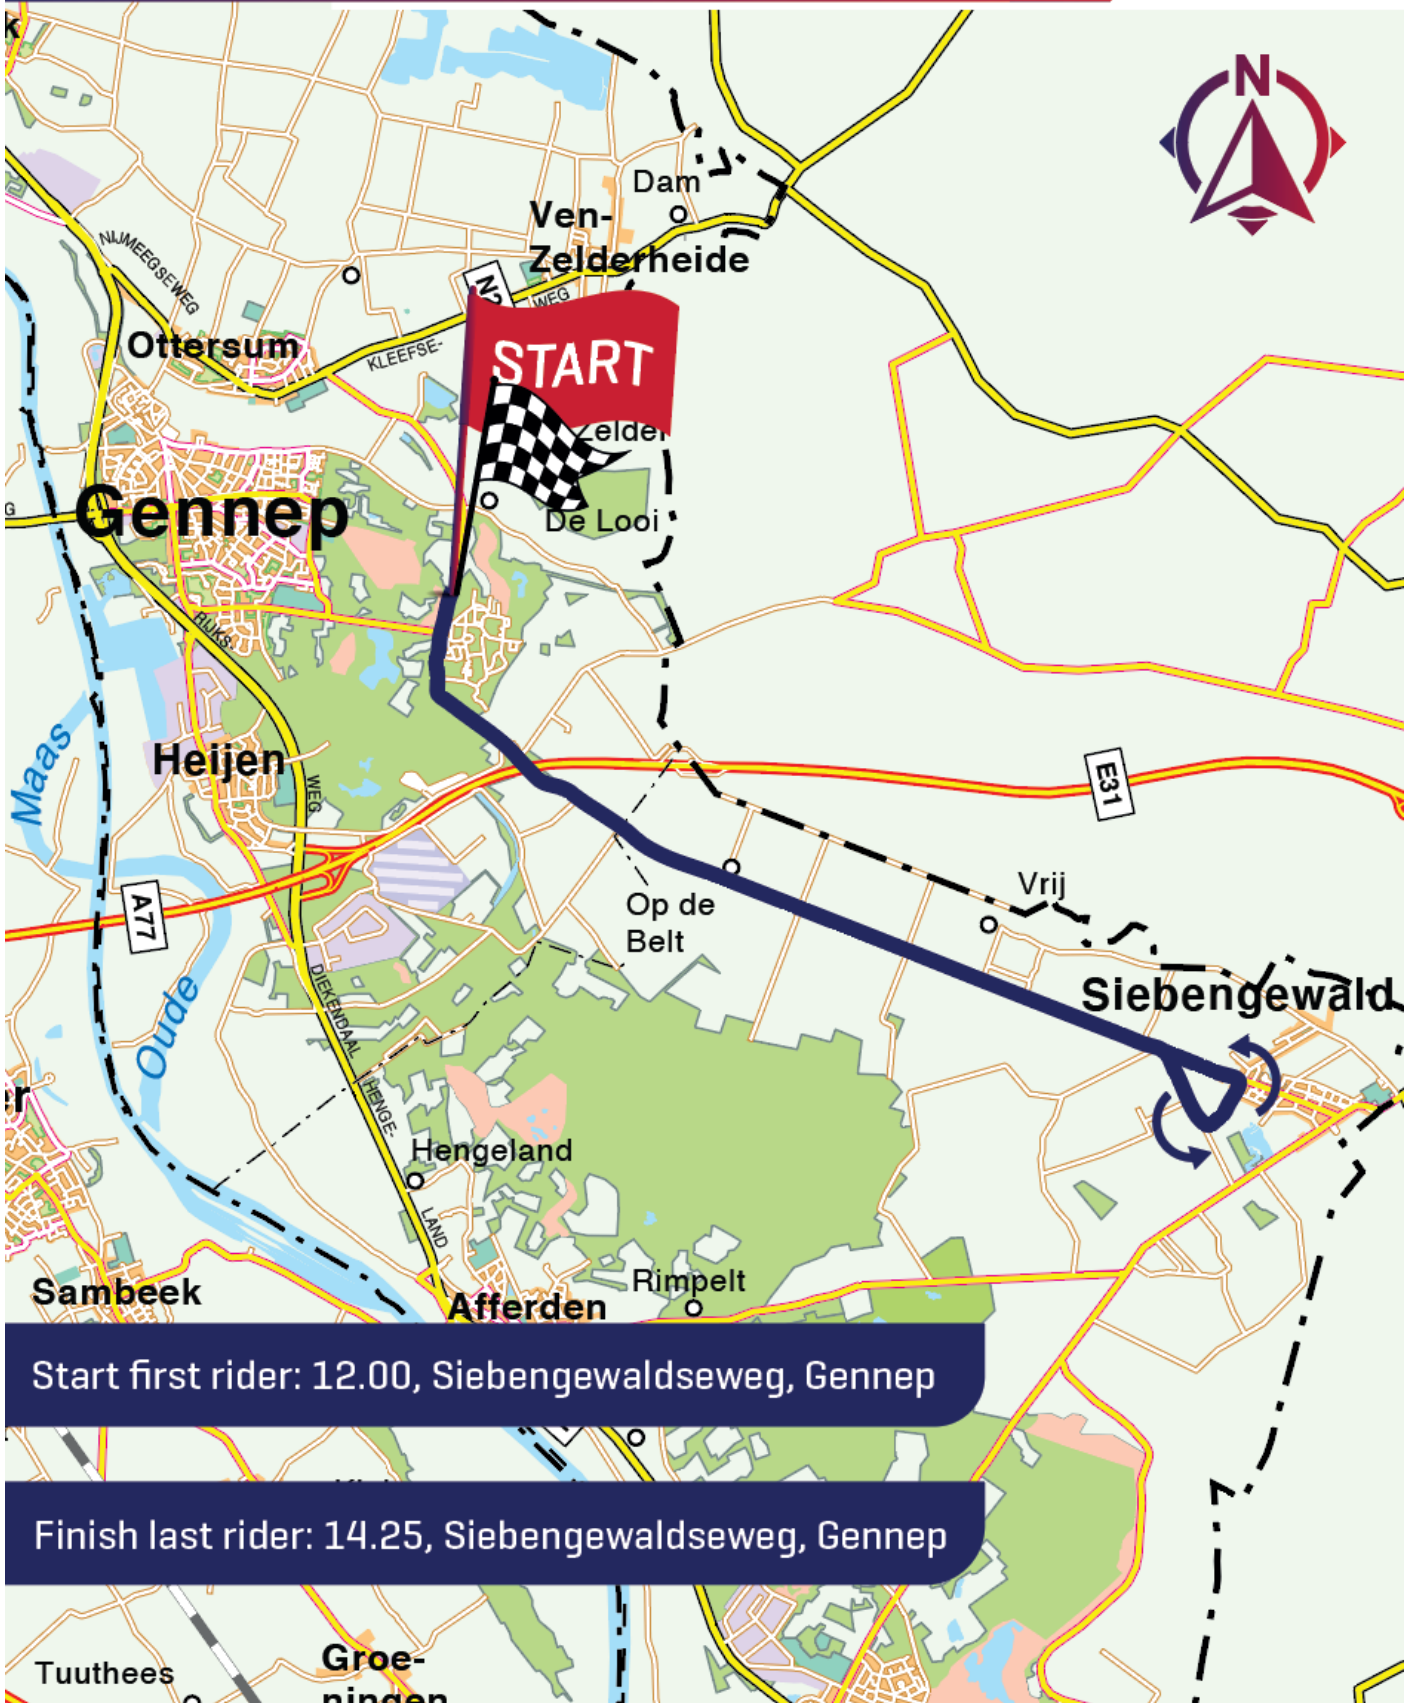 N
Dam
Ven-
Zelderheide
NIJMEEGSEWEG
WEG
Ottersum
KLEEFSE-
START
Zelder
Gennep
De Looi
RIJKS-
Maas
Heijen
WEG
E31
Vrij
A77
Op de
Belt
Siebengewald
DIEKENDAAL
Oude
HENGE-
Hengeland
LAND
Rimpelt
Sambeek
Afferden
Start first rider: 12.00, Siebengewaldseweg, Gennep
Finish last rider: 14.25, Siebengewaldseweg, Gennep
Tuuthees
Groe-
ningen